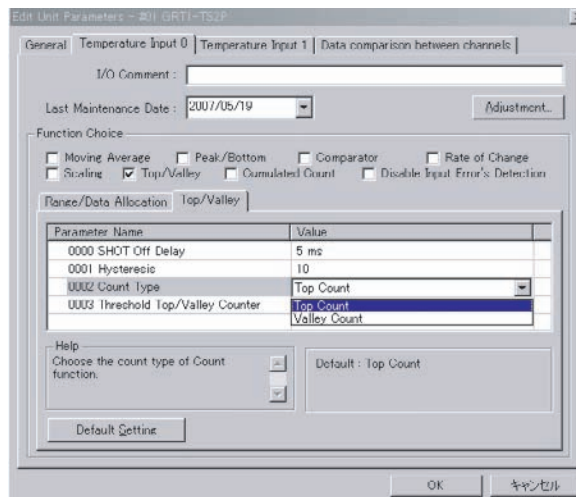 Edit Unit Parameters - #01 GRT1-TS2P
General
Temperature Input 0
Temperature Input 1
Data comparison between channels
I/O Comment :
Last Maintenance Date : 2007/05/19
Adjustment...
Function Choice
Moving Average Peak/Bottom Comparator Rate of Change
Scaling Top/Valley Cumulated Count Disable Input Error's Detection
Range/Data Allocation Top/Valley
Parameter Name Value
0000 SHOT Off Delay 5 ms
0001 Hysteresis 10
0002 Count Type Top Count
0003 Threshold Top/Valley Counter Top Count
Valley Count
Help
Choose the count type of Count
function.
Default : Top Count
Default Setting
OK キャンセル